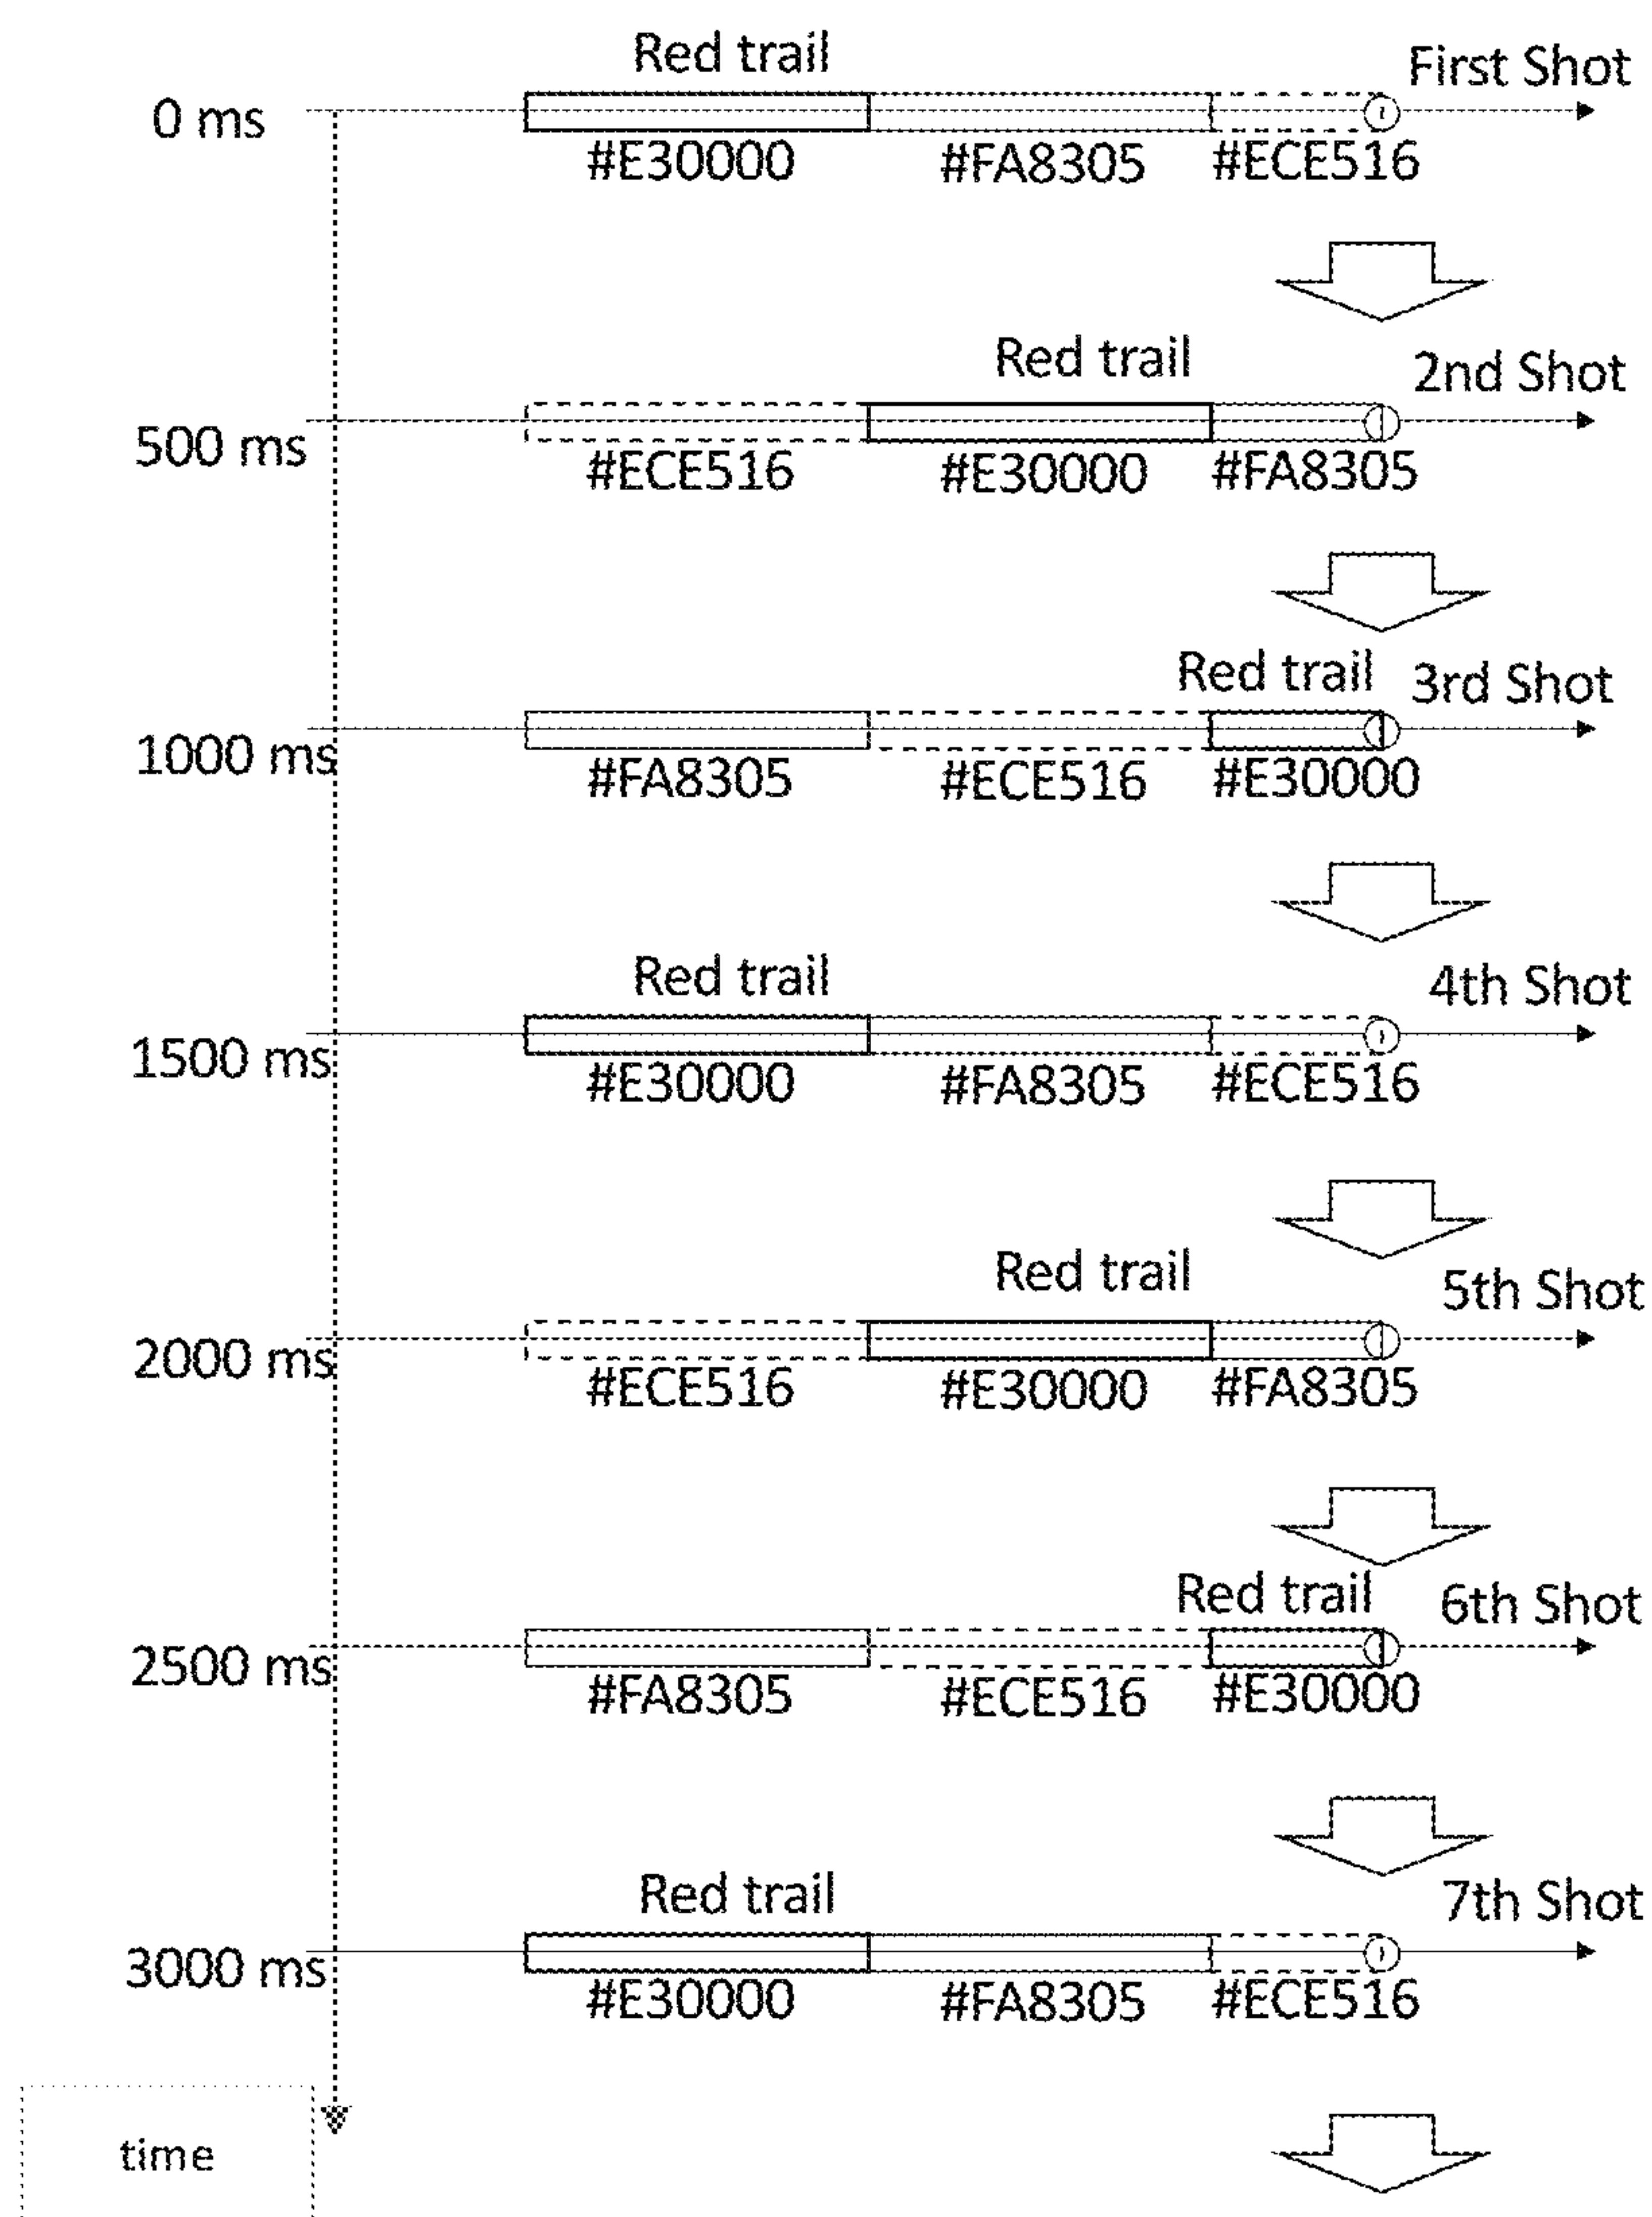 Red trail
First Shot
0 ms
#E30000 #FA8305 #ECE516
Red trail
2nd Shot
500 ms
#ECE516 #E30000 #FA8305
Red trail
3rd Shot
1000 ms
#FA8305 #ECE516 #E30000
Red trail
4th Shot
1500 ms
#E30000 #FA8305 #ECE516
Red trail
5th Shot
2000 ms
#ECE516 #E30000 #FA8305
Red trail
6th Shot
2500 ms
#FA8305 #ECE516 #E30000
Red trail
7th Shot
3000 ms
#E30000 #FA8305 #ECE516
time